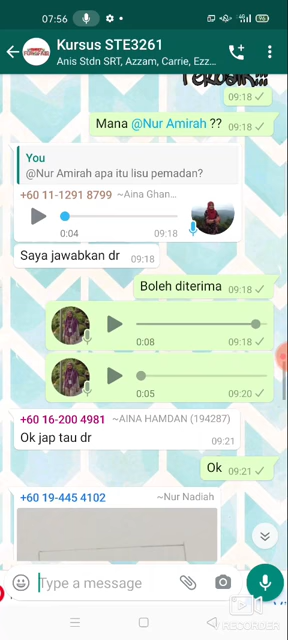 07:56
4G
96
Kursus STE3261
Anis Stdn SRT, Azzam, Carrie, Ezz...
TERBAIK!!!
09:18
Mana @Nur Amirah ??
09:18
You
@Nur Amirah apa itu lisu pemadan?
+60 11-1291 8799 ~Aina Ghan...
0:04 09:18
Saya jawabkan dr 09:18
Boleh diterima 09:18
0:08 09:18
0:05 09:20
+60 16-200 4981 ~AINA HAMDAN (194287)
Ok jap tau dr
09:21
Ok 09:21
+60 19-445 4102 ~Nur Nadiah
Type a message
RECORDER